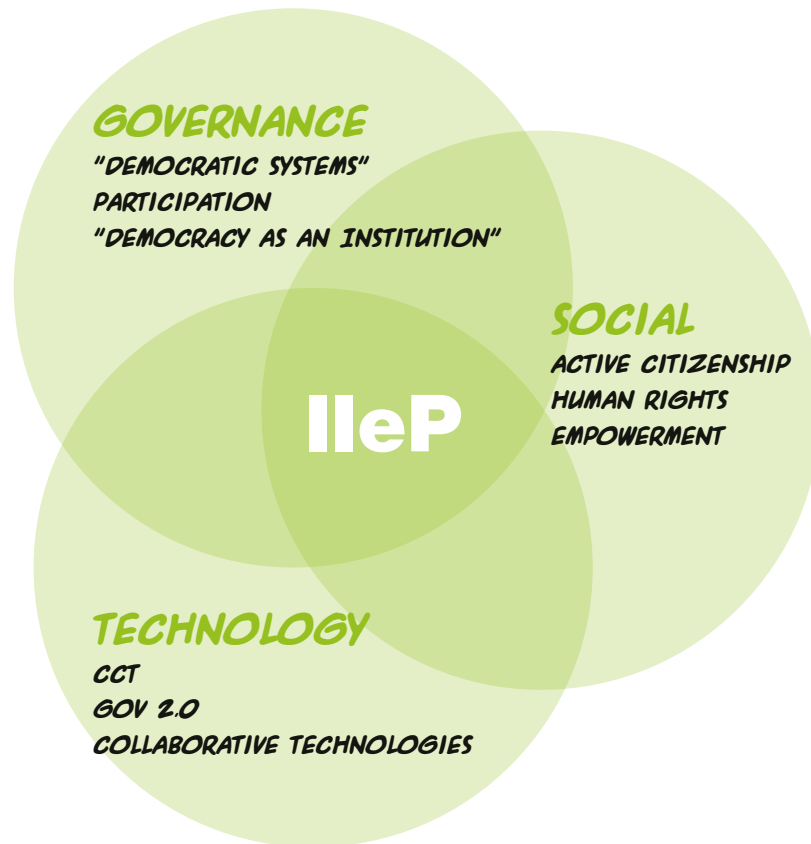 GOVERNANCE
"DEMOCRATIC SYSTEMS"
PARTICIPATION
"DEMOCRACY AS AN INSTITUTION"
SOCIAL
ACTIVE CITIZENSHIP
HUMAN RIGHTS
EMPOWERMENT
IIeP
TECHNOLOGY
CCT
GOV 2.0
COLLABORATIVE TECHNOLOGIES